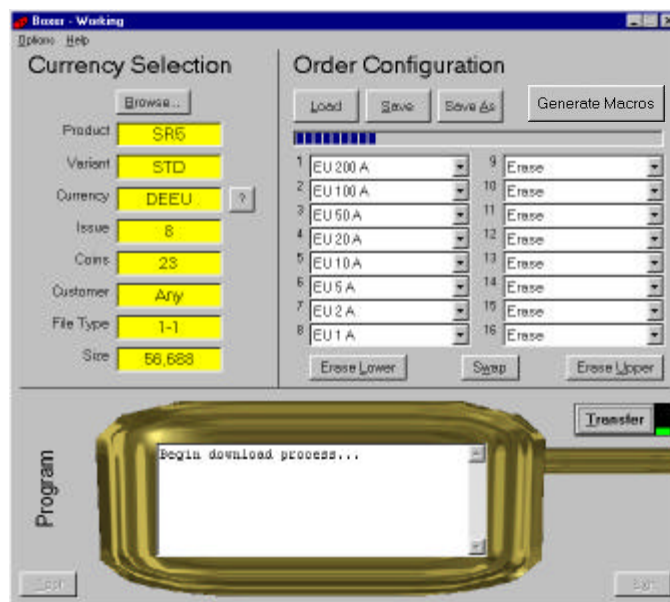 Boxer - Working
Options Help
Currency Selection
Browse...
Product SR5
Variant STD
Currency DEEU ?
Issue 8
Coins 23
Customer Any
File Type 1-1
Size 56,688
Order Configuration
Load Save Save As Generate Macros
1 EU 200 A 9 Erase
2 EU 100 A 10 Erase
3 EU 50 A 11 Erase
4 EU 20 A 12 Erase
5 EU 10 A 13 Erase
6 EU 5 A 14 Erase
7 EU 2 A 15 Erase
8 EU 1 A 16 Erase
Erase Lower Swap Erase Upper
Transfer
Program
Begin download process...